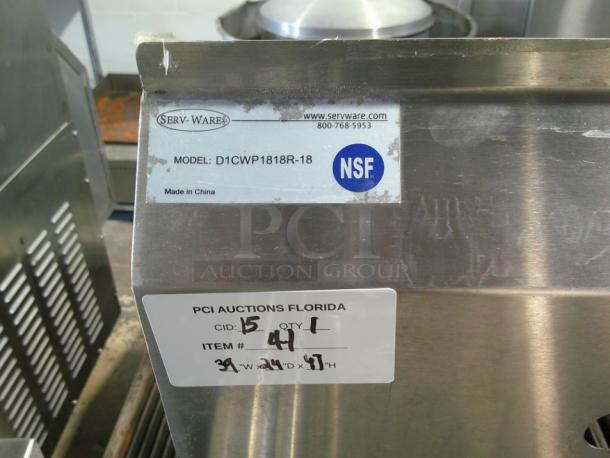 SERV-WARE
www.servware.com
800-768-5953
MODEL: D1CWP1818R-18
NSF
Made in China
PCI
AUCTION GROUP
PCI AUCTIONS FLORIDA
CID: 15 QTY 1
ITEM # 41
39 "W x 24 "D x 47 "H